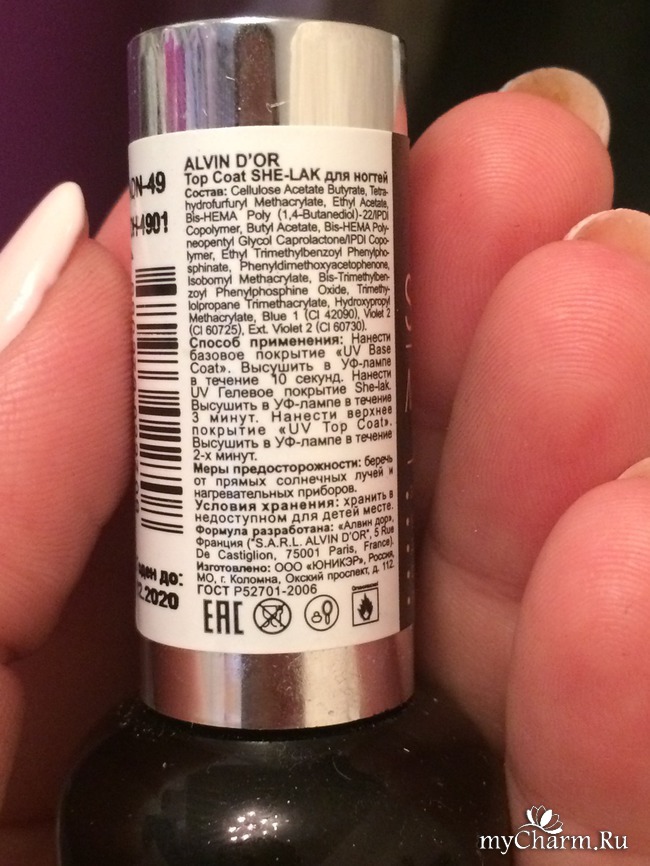 ALVIN D'OR
Top Coat SHE-LAK для ногтей
Состав: Cellulose Acetate Butyrate, Tetra-
hydrofurfuryl Methacrylate, Ethyl Acetate,
Bis-HEMA Poly (1,4-Butanediol)-22/IPDI
Copolymer, Butyl Acetate, Bis-HEMA Poly-
neopentyl Glycol Caprolactone/IPDI Copo-
lymer, Ethyl Trimethylbenzoyl Phenylpho-
sphinate, Phenyldimethoxyacetophenone,
Isobornyl Methacrylate, Bis-Trimethylben-
zoyl Phenylphosphine Oxide, Trimethy-
lolpropane Trimethacrylate, Hydroxypropyl
Methacrylate, Blue 1 (CI 42090), Violet 2
(CI 60725), Ext. Violet 2 (CI 60730).
Способ применения: Нанести
базовое покрытие «UV Base
Coat». Высушить в УФ-лампе
в течение 10 секунд. Нанести
UV Гелевое покрытие She-lak.
Высушить в УФ-лампе в течение
3 минут. Нанести верхнее
покрытие «UV Top Coat».
Высушить в УФ-лампе в течение
2-х минут.
Меры предосторожности: беречь
от прямых солнечных лучей и
нагревательных приборов.
Условия хранения: хранить в
недоступном для детей месте.
Формула разработана: «Алвин дор»,
Франция ("S.A.R.L. ALVIN D'OR", 5 Rue
De Castiglion, 75001 Paris, France).
Изготовлено: ООО «ЮНИКЭР», Россия,
МО, г. Коломна, Окский проспект, д. 112.
ГОСТ Р52701-2006
EAC
-49
-4901
ден до:
.2020
myCharm.Ru